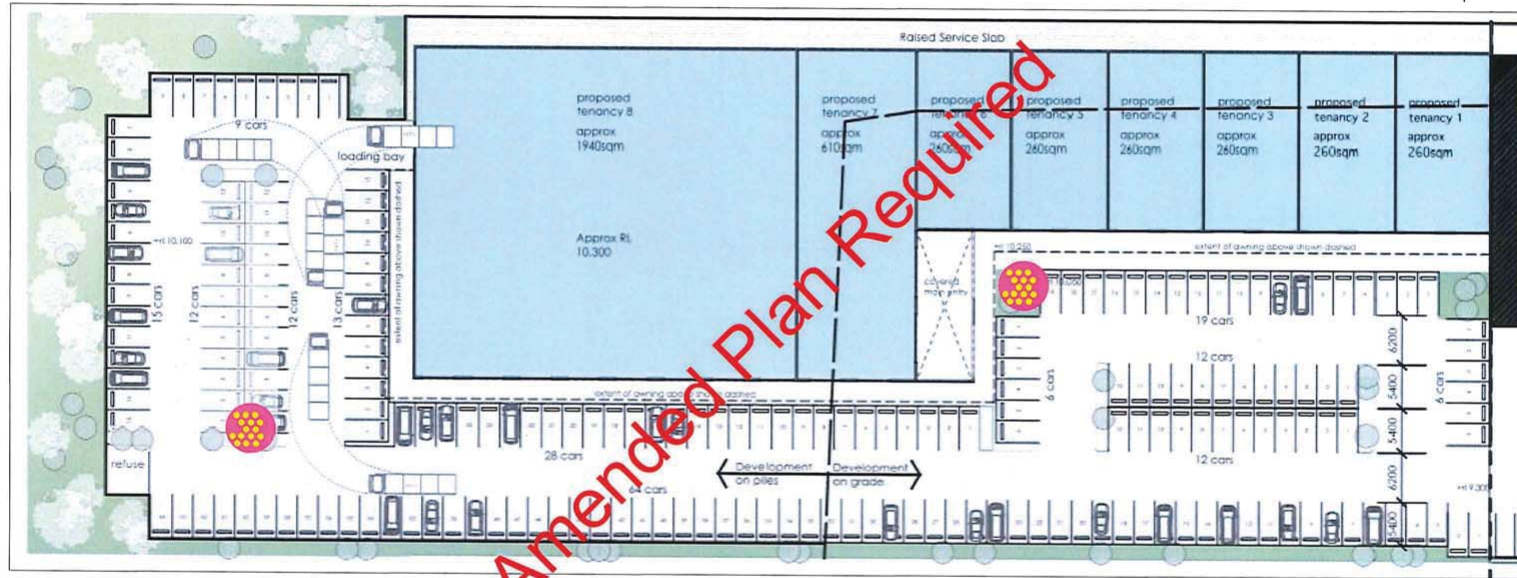 Raised Service Slab
proposed
tenancy 8
approx
1940sqm
Approx RL
10.300
proposed
tenancy 7
approx
610sqm
proposed
tenancy 6
approx
260sqm
proposed
tenancy 5
approx
260sqm
proposed
tenancy 4
approx
260sqm
proposed
tenancy 3
approx
260sqm
proposed
tenancy 2
approx
260sqm
proposed
tenancy 1
approx
260sqm
9 cars
loading bay
15 cars
12 cars
12 cars
13 cars
extent of awning above shown dashed
refuse
covered
main entry
extent of awning above shown dashed
extent of awning above shown dashed
19 cars
12 cars
6 cars
6 cars
12 cars
28 cars
64 cars
Development
on piles
Development
on grade
6200
5400
5400
6200
5400
Amended Plan Required